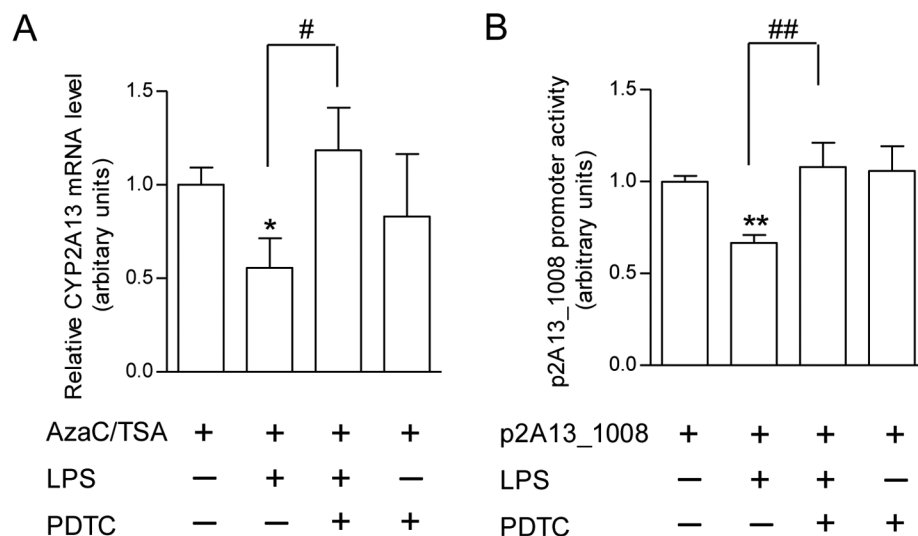 A
#
Relative CYP2A13 mRNA level
(arbitary units)
1.5
1.0
0.5
0.0
*
AzaC/TSA + + + +
LPS — + + —
PDTC — — + +
B
##
p2A13_1008 promoter activity
(arbitrary units)
1.5
1.0
0.5
0.0
**
p2A13_1008 + + + +
LPS — + + —
PDTC — — + +